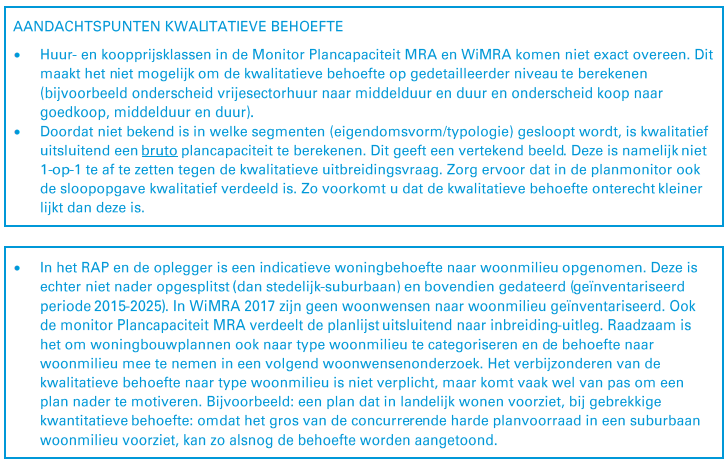 AANDACHTSPUNTEN KWALITATIEVE BEHOEFTE
• Huur- en koopprijsklassen in de Monitor Plancapaciteit MRA en WiMRA komen niet exact overeen. Dit
maakt het niet mogelijk om de kwalitatieve behoefte op gedetailleerder niveau te berekenen
(bijvoorbeeld onderscheid vrijesectorhuur naar middelduur en duur en onderscheid koop naar
goedkoop, middelduur en duur).
• Doordat niet bekend is in welke segmenten (eigendomsvorm/typologie) gesloopt wordt, is kwalitatief
uitsluitend een bruto plancapaciteit te berekenen. Dit geeft een vertekend beeld. Deze is namelijk niet
1-op-1 te af te zetten tegen de kwalitatieve uitbreidingsvraag. Zorg ervoor dat in de planmonitor ook
de sloopopgave kwalitatief verdeeld is. Zo voorkomt u dat de kwalitatieve behoefte onterecht kleiner
lijkt dan deze is.
• In het RAP en de oplegger is een indicatieve woningbehoefte naar woonmilieu opgenomen. Deze is
echter niet nader opgesplitst (dan stedelijk-suburbaan) en bovendien gedateerd (geïnventariseerd
periode 2015-2025). In WiMRA 2017 zijn geen woonwensen naar woonmilieu geïnventariseerd. Ook
de monitor Plancapaciteit MRA verdeelt de planlijst uitsluitend naar inbreiding-uitleg. Raadzaam is
het om woningbouwplannen ook naar type woonmilieu te categoriseren en de behoefte naar
woonmilieu mee te nemen in een volgend woonwensenonderzoek. Het verbijzonderen van de
kwalitatieve behoefte naar type woonmilieu is niet verplicht, maar komt vaak wel van pas om een
plan nader te motiveren. Bijvoorbeeld: een plan dat in landelijk wonen voorziet, bij gebrekkige
kwantitatieve behoefte: omdat het gros van de concurrerende harde planvoorraad in een suburbaan
woonmilieu voorziet, kan zo alsnog de behoefte worden aangetoond.